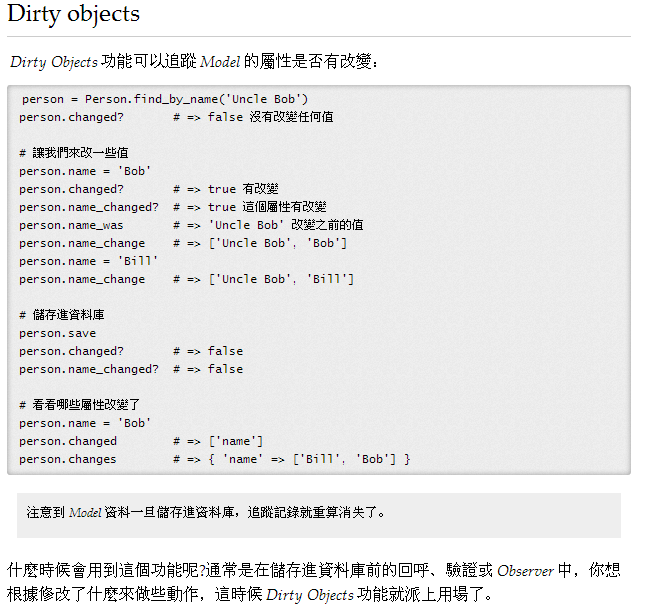 Dirty objects
Dirty Objects 功能可以追蹤 Model 的屬性是否有改變：
person = Person.find_by_name('Uncle Bob')
person.changed?       # => false 沒有改變任何值
# 讓我們來改一些值
person.name = 'Bob'
person.changed?       # => true 有改變
person.name_changed?  # => true 這個屬性有改變
person.name_was       # => 'Uncle Bob' 改變之前的值
person.name_change    # => ['Uncle Bob', 'Bob']
person.name = 'Bill'
person.name_change    # => ['Uncle Bob', 'Bill']
# 儲存進資料庫
person.save
person.changed?       # => false
person.name_changed?  # => false
# 看看哪些屬性改變了
person.name = 'Bob'
person.changed        # => ['name']
person.changes        # => { 'name' => ['Bill', 'Bob'] }
注意到 Model 資料一旦儲存進資料庫，追蹤記錄就重算消失了。
什麼時候會用到這個功能呢?通常是在儲存進資料庫前的回呼、驗證或 Observer 中，你想
根據修改了什麼來做些動作，這時候 Dirty Objects 功能就派上用場了。